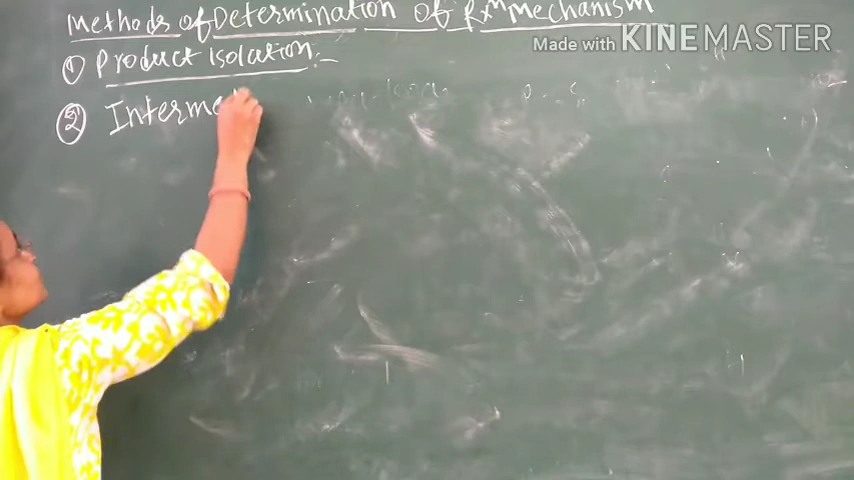 Methods of Determination of Rxⁿ Mechanism
Made with KINEMASTER
① Product isolation :-
② Interme